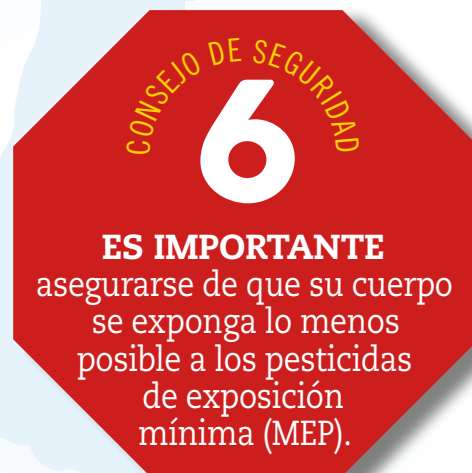 CONSEJO DE SEGURIDAD
6
ES IMPORTANTE
asegurarse de que su cuerpo
se exponga lo menos
posible a los pesticidas
de exposición
mínima (MEP).